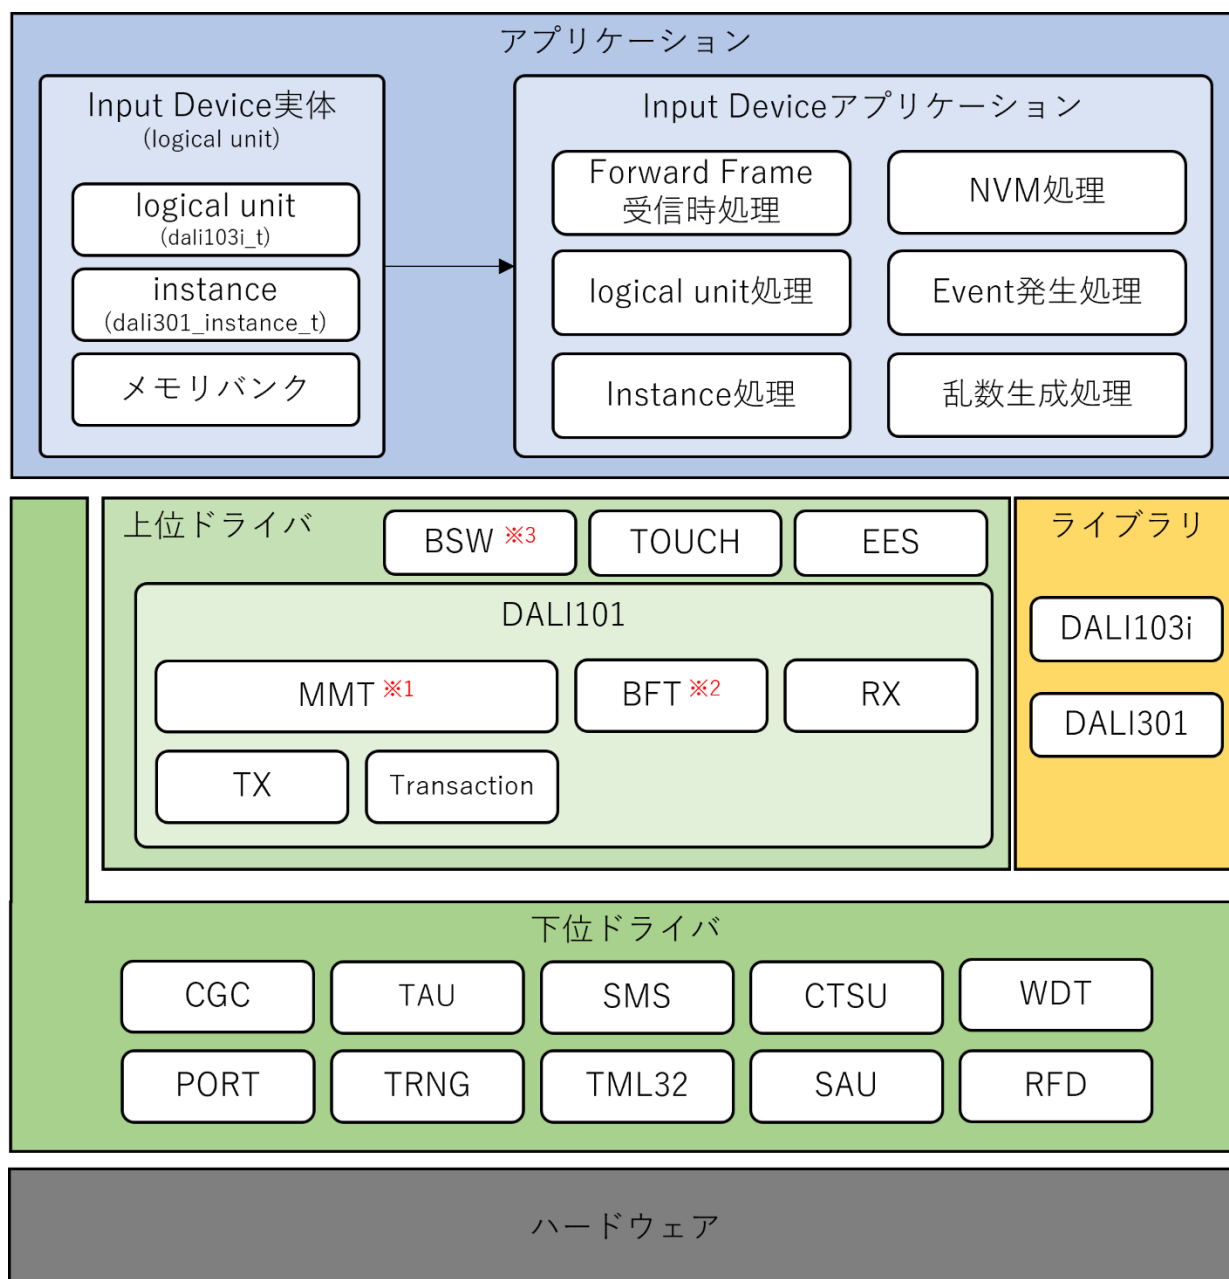 アプリケーション
Input Device実体
(logical unit)
logical unit
(dali103i_t)
instance
(dali301_instance_t)
メモリバンク
Input Deviceアプリケーション
Forward Frame
受信時処理
NVM処理
logical unit処理
Event発生処理
Instance処理
乱数生成処理
上位ドライバ
BSW ※3
TOUCH
EES
DALI101
MMT ※1
BFT ※2
RX
TX
Transaction
ライブラリ
DALI103i
DALI301
下位ドライバ
CGC
TAU
SMS
CTSU
WDT
PORT
TRNG
TML32
SAU
RFD
ハードウェア